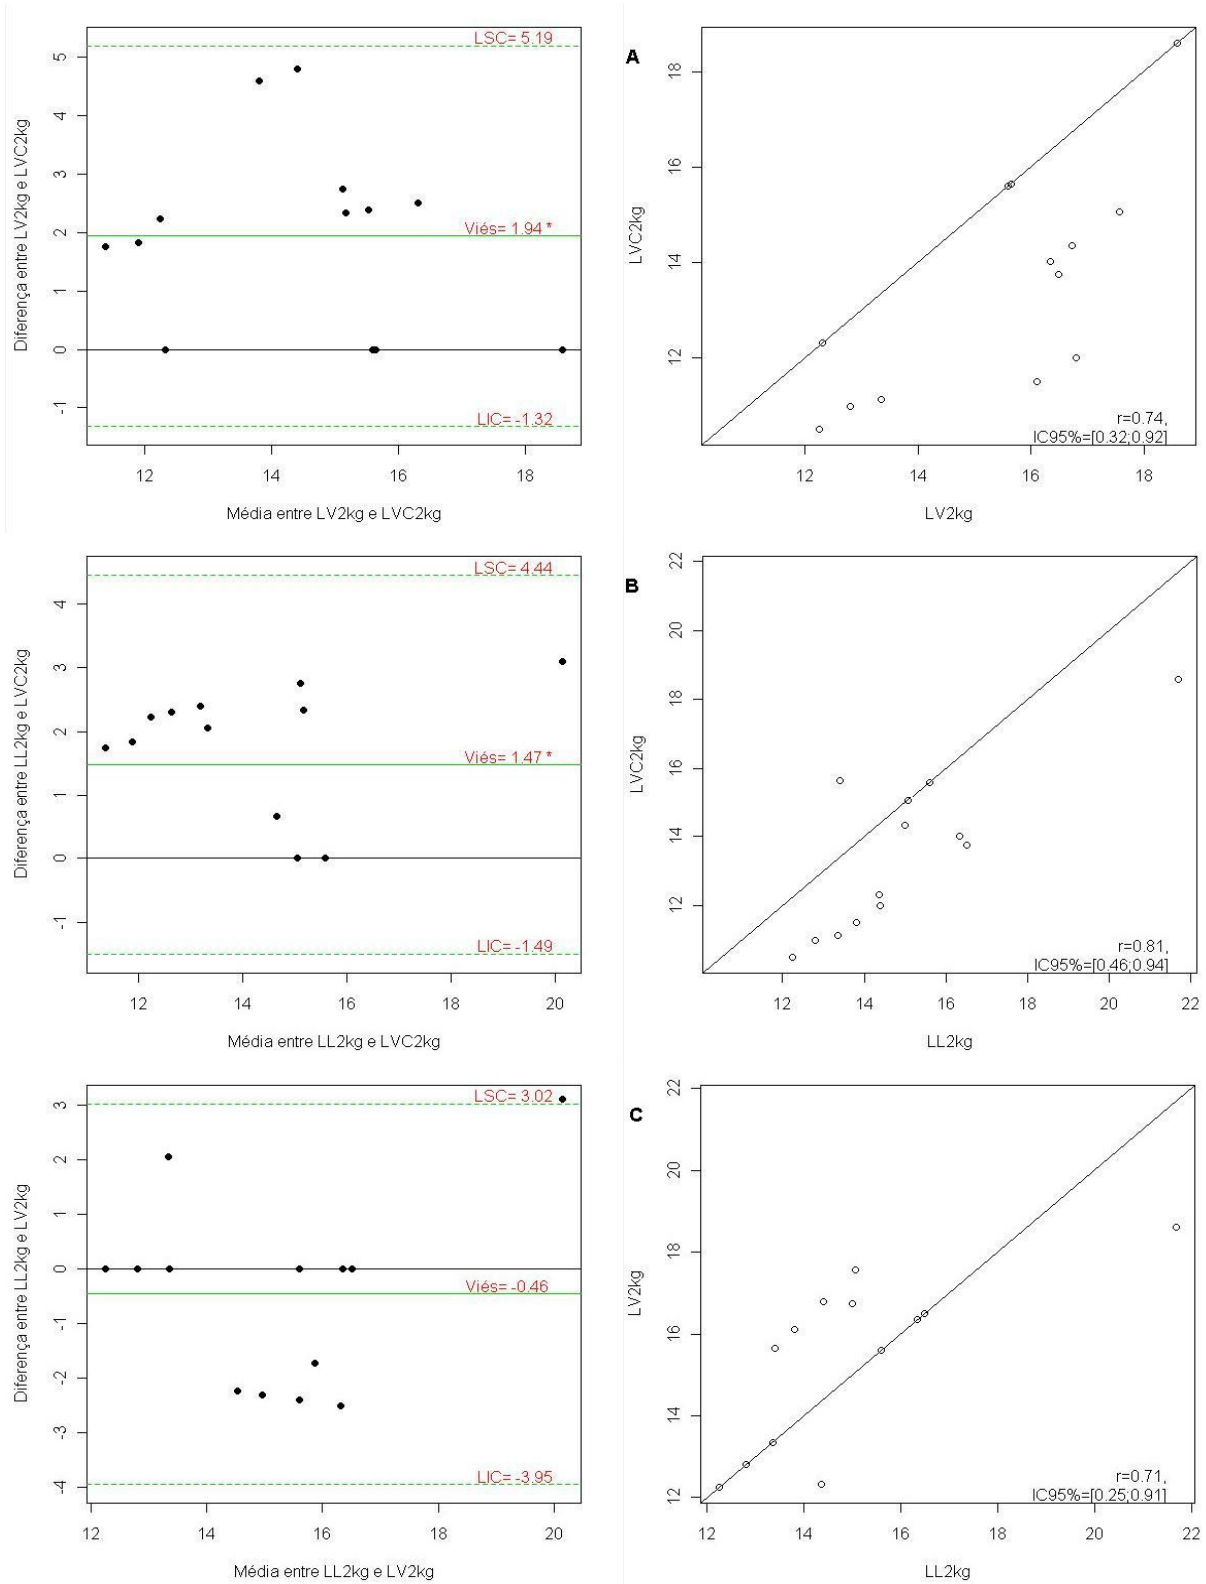 LSC= 5.19
Viés= 1.94 *
LIC= -1.32
Diferença entre LV2kg e LVC2kg
5
4
3
2
1
0
-1
12
14
16
18
Média entre LV2kg e LVC2kg
A
LVC2kg
18
16
14
12
r=0.74,
IC95%=[0.32;0.92]
12
14
16
18
LV2kg
LSC= 4.44
Viés= 1.47 *
LIC= -1.49
Diferença entre LL2kg e LVC2kg
4
3
2
1
0
-1
12
14
16
18
20
Média entre LL2kg e LVC2kg
B
LVC2kg
22
20
18
16
14
12
r=0.81,
IC95%=[0.46;0.94]
12
14
16
18
20
22
LL2kg
LSC= 3.02
Viés= -0.46
LIC= -3.95
Diferença entre LL2kg e LV2kg
3
2
1
0
-1
-2
-3
-4
12
14
16
18
20
Média entre LL2kg e LV2kg
C
LV2kg
22
20
18
16
14
12
r=0.71,
IC95%=[0.25;0.91]
12
14
16
18
20
22
LL2kg